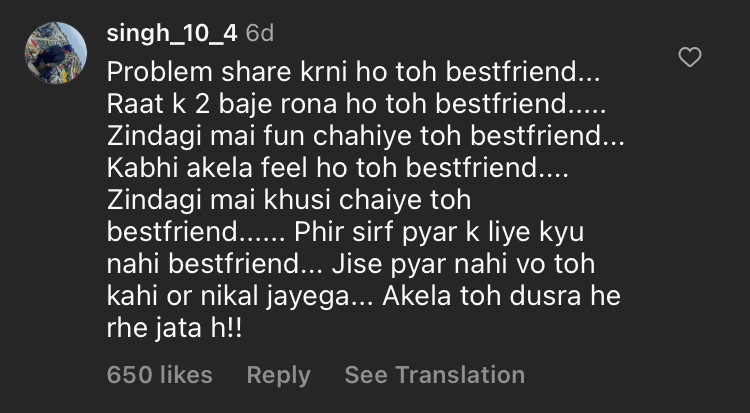 singh_10_4 6d
Problem share krni ho toh bestfriend...
Raat k 2 baje rona ho toh bestfriend.....
Zindagi mai fun chahiye toh bestfriend...
Kabhi akela feel ho toh bestfriend....
Zindagi mai khusi chaiye toh
bestfriend...... Phir sirf pyar k liye kyu
nahi bestfriend... Jise pyar nahi vo toh
kahi or nikal jayega... Akela toh dusra he
rhe jata h!!
650 likes Reply See Translation